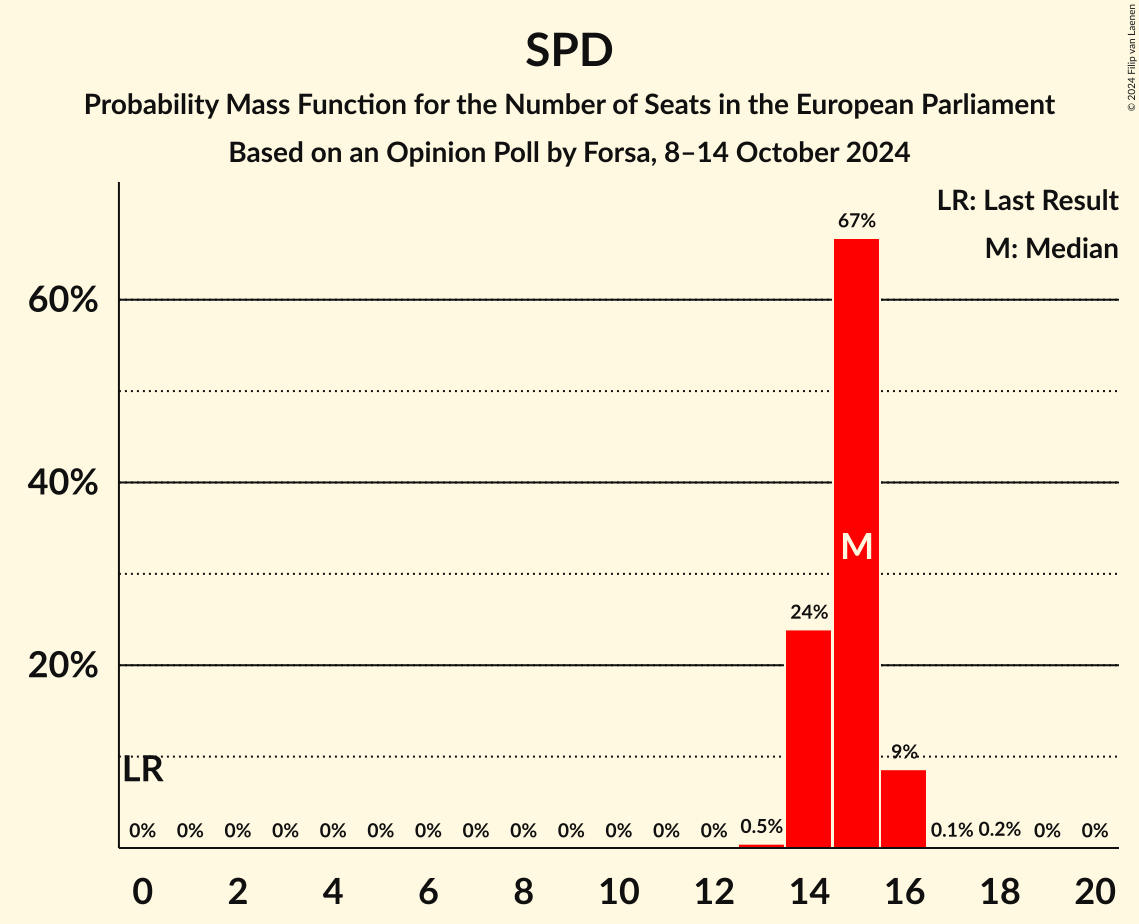 SPD
Probability Mass Function for the Number of Seats in the European Parliament
Based on an Opinion Poll by Forsa, 8–14 October 2024
© 2024 Filip van Laenen
LR: Last Result
M: Median
67%
60%
40%
M
24%
20%
9%
LR
0% 0% 0% 0% 0% 0% 0% 0% 0% 0% 0% 0% 0% 0.5% 0.1% 0.2% 0% 0%
0 2 4 6 8 10 12 14 16 18 20